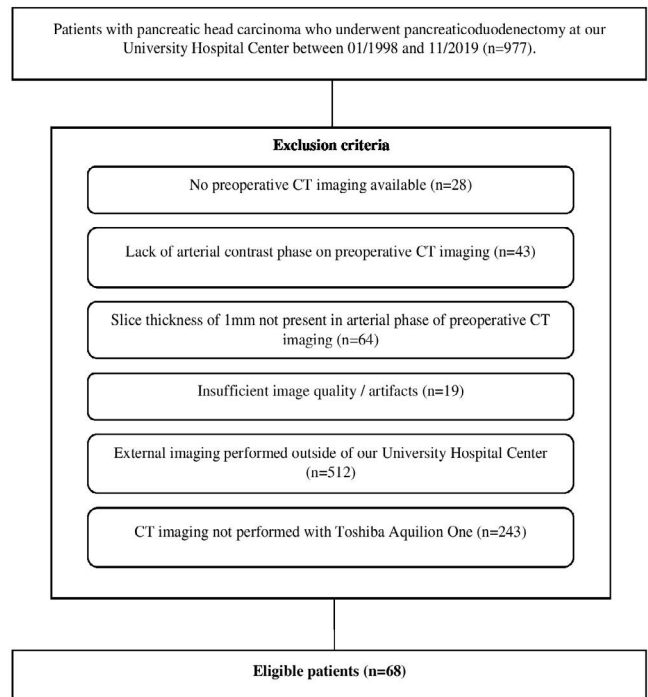 Patients with pancreatic head carcinoma who underwent pancreaticoduodenectomy at our
University Hospital Center between 01/1998 and 11/2019 (n=977).
Exclusion criteria
No preoperative CT imaging available (n=28)
Lack of arterial contrast phase on preoperative CT imaging (n=43)
Slice thickness of 1mm not present in arterial phase of preoperative CT
imaging (n=64)
Insufficient image quality / artifacts (n=19)
External imaging performed outside of our University Hospital Center
(n=512)
CT imaging not performed with Toshiba Aquilion One (n=243)
Eligible patients (n=68)